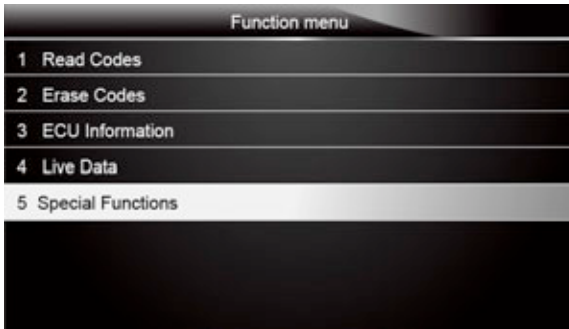 Function menu
1 Read Codes
2 Erase Codes
3 ECU Information
4 Live Data
5 Special Functions